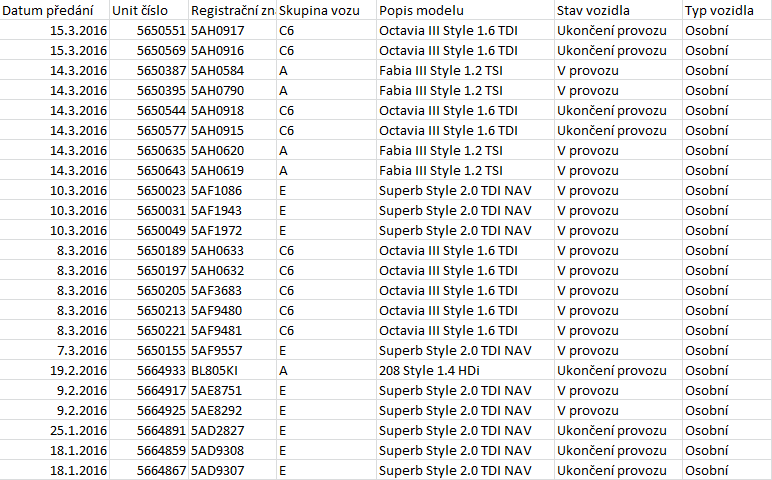 Datum předání Unit číslo Registrační zn Skupina vozu Popis modelu Stav vozidla Typ vozidla
15.3.2016 5650551 5AH0917 C6 Octavia III Style 1.6 TDI Ukončení provozu Osobní
15.3.2016 5650569 5AH0916 C6 Octavia III Style 1.6 TDI Ukončení provozu Osobní
14.3.2016 5650387 5AH0584 A Fabia III Style 1.2 TSI V provozu Osobní
14.3.2016 5650395 5AH0790 A Fabia III Style 1.2 TSI V provozu Osobní
14.3.2016 5650544 5AH0918 C6 Octavia III Style 1.6 TDI Ukončení provozu Osobní
14.3.2016 5650577 5AH0915 C6 Octavia III Style 1.6 TDI Ukončení provozu Osobní
14.3.2016 5650635 5AH0620 A Fabia III Style 1.2 TSI V provozu Osobní
14.3.2016 5650643 5AH0619 A Fabia III Style 1.2 TSI V provozu Osobní
10.3.2016 5650023 5AF1086 E Superb Style 2.0 TDI NAV V provozu Osobní
10.3.2016 5650031 5AF1943 E Superb Style 2.0 TDI NAV V provozu Osobní
10.3.2016 5650049 5AF1972 E Superb Style 2.0 TDI NAV V provozu Osobní
8.3.2016 5650189 5AH0633 C6 Octavia III Style 1.6 TDI V provozu Osobní
8.3.2016 5650197 5AH0632 C6 Octavia III Style 1.6 TDI V provozu Osobní
8.3.2016 5650205 5AF3683 C6 Octavia III Style 1.6 TDI V provozu Osobní
8.3.2016 5650213 5AF9480 C6 Octavia III Style 1.6 TDI V provozu Osobní
8.3.2016 5650221 5AF9481 C6 Octavia III Style 1.6 TDI V provozu Osobní
7.3.2016 5650155 5AF9557 E Superb Style 2.0 TDI NAV V provozu Osobní
19.2.2016 5664933 BL805KI A 208 Style 1.4 HDi Ukončení provozu Osobní
9.2.2016 5664917 5AE8751 E Superb Style 2.0 TDI NAV V provozu Osobní
9.2.2016 5664925 5AE8292 E Superb Style 2.0 TDI NAV V provozu Osobní
25.1.2016 5664891 5AD2827 E Superb Style 2.0 TDI NAV Ukončení provozu Osobní
18.1.2016 5664859 5AD9308 E Superb Style 2.0 TDI NAV Ukončení provozu Osobní
18.1.2016 5664867 5AD9307 E Superb Style 2.0 TDI NAV Ukončení provozu Osobní